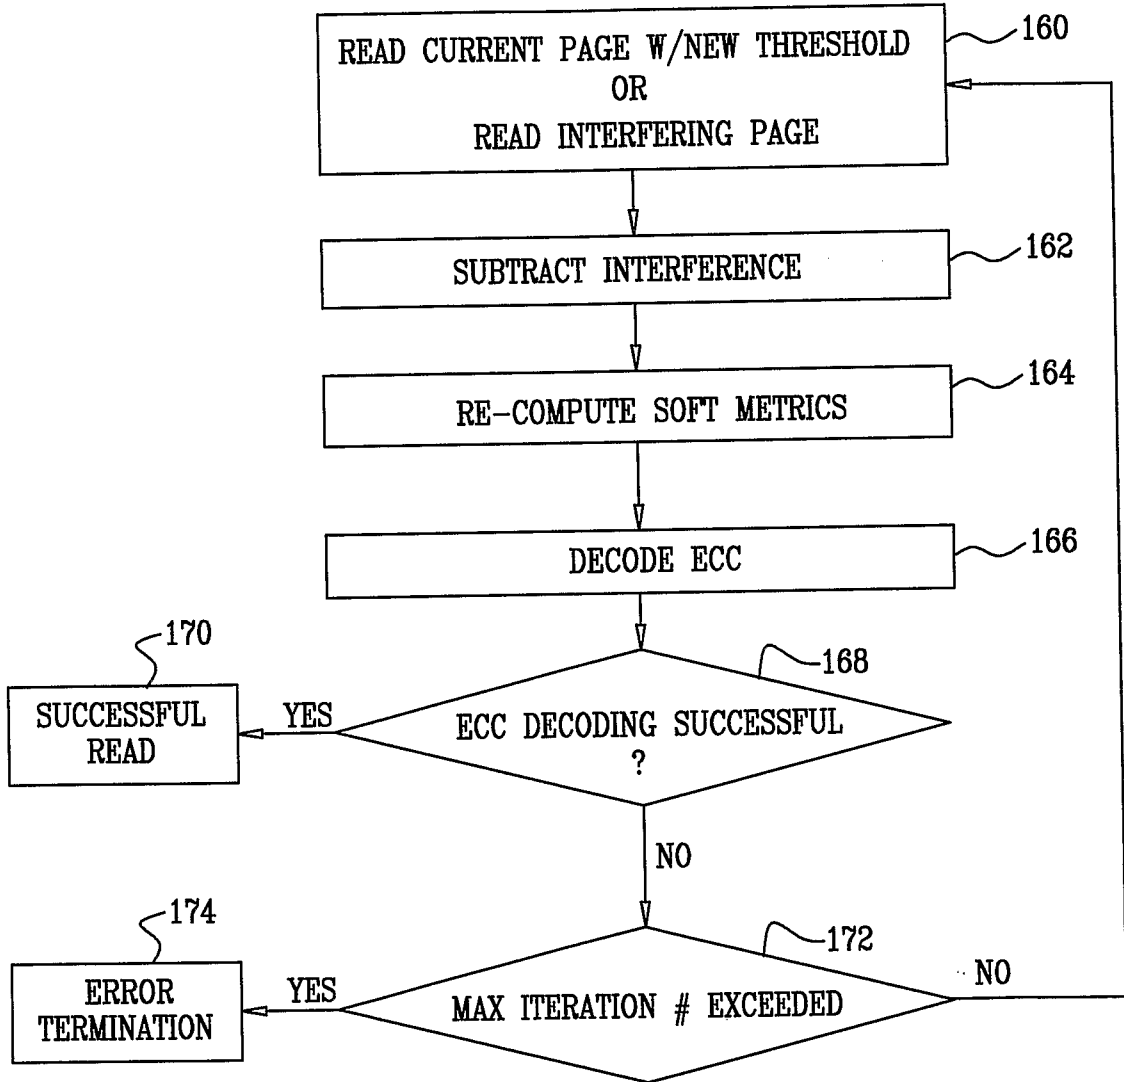 READ CURRENT PAGE W/NEW THRESHOLD
OR
READ INTERFERING PAGE
160
SUBTRACT INTERFERENCE
162
RE-COMPUTE SOFT METRICS
164
DECODE ECC
166
168
ECC DECODING SUCCESSFUL
?
YES
170
SUCCESSFUL
READ
NO
172
MAX ITERATION # EXCEEDED
NO
YES
174
ERROR
TERMINATION